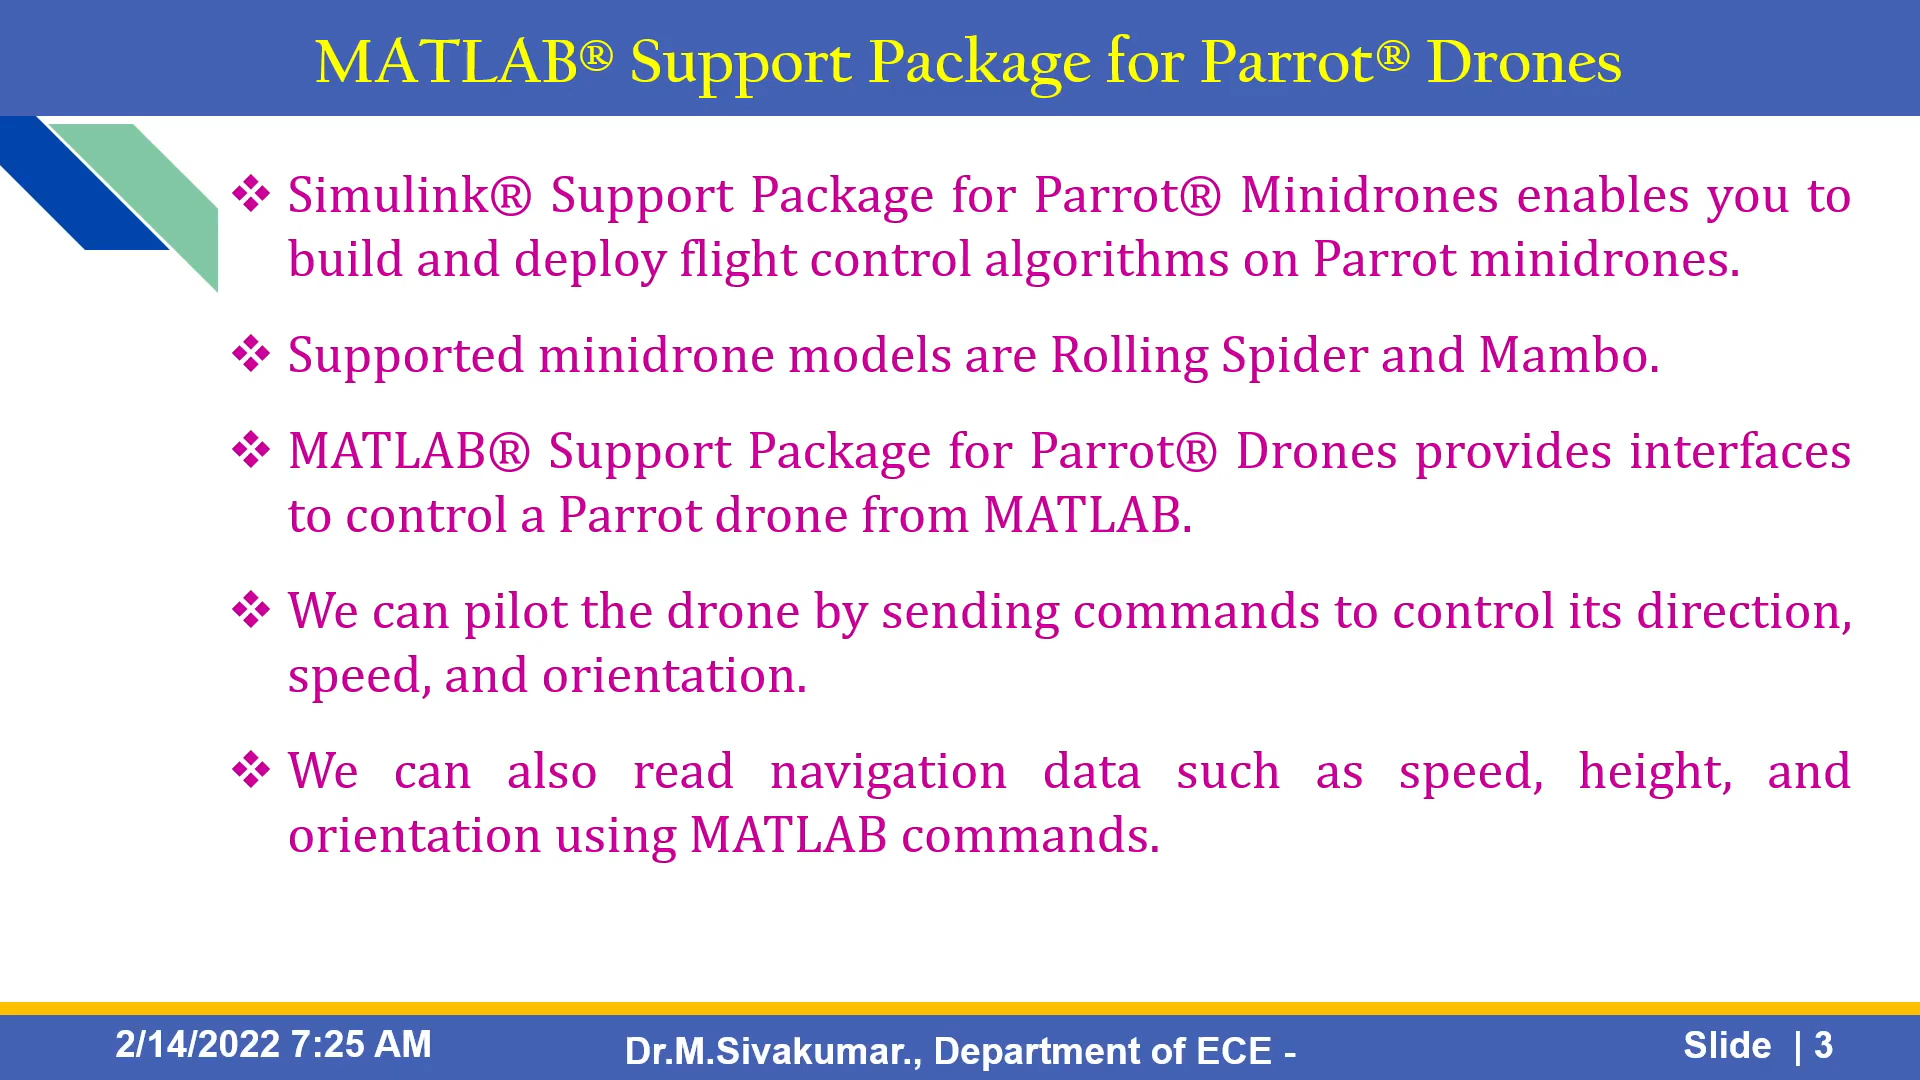 MATLAB® Support Package for Parrot® Drones
❖ Simulink® Support Package for Parrot® Minidrones enables you to
build and deploy flight control algorithms on Parrot minidrones.
❖ Supported minidrone models are Rolling Spider and Mambo.
❖ MATLAB® Support Package for Parrot® Drones provides interfaces
to control a Parrot drone from MATLAB.
❖ We can pilot the drone by sending commands to control its direction,
speed, and orientation.
❖ We can also read navigation data such as speed, height, and
orientation using MATLAB commands.
2/14/2022 7:25 AM
Dr.M.Sivakumar., Department of ECE -
Slide | 3